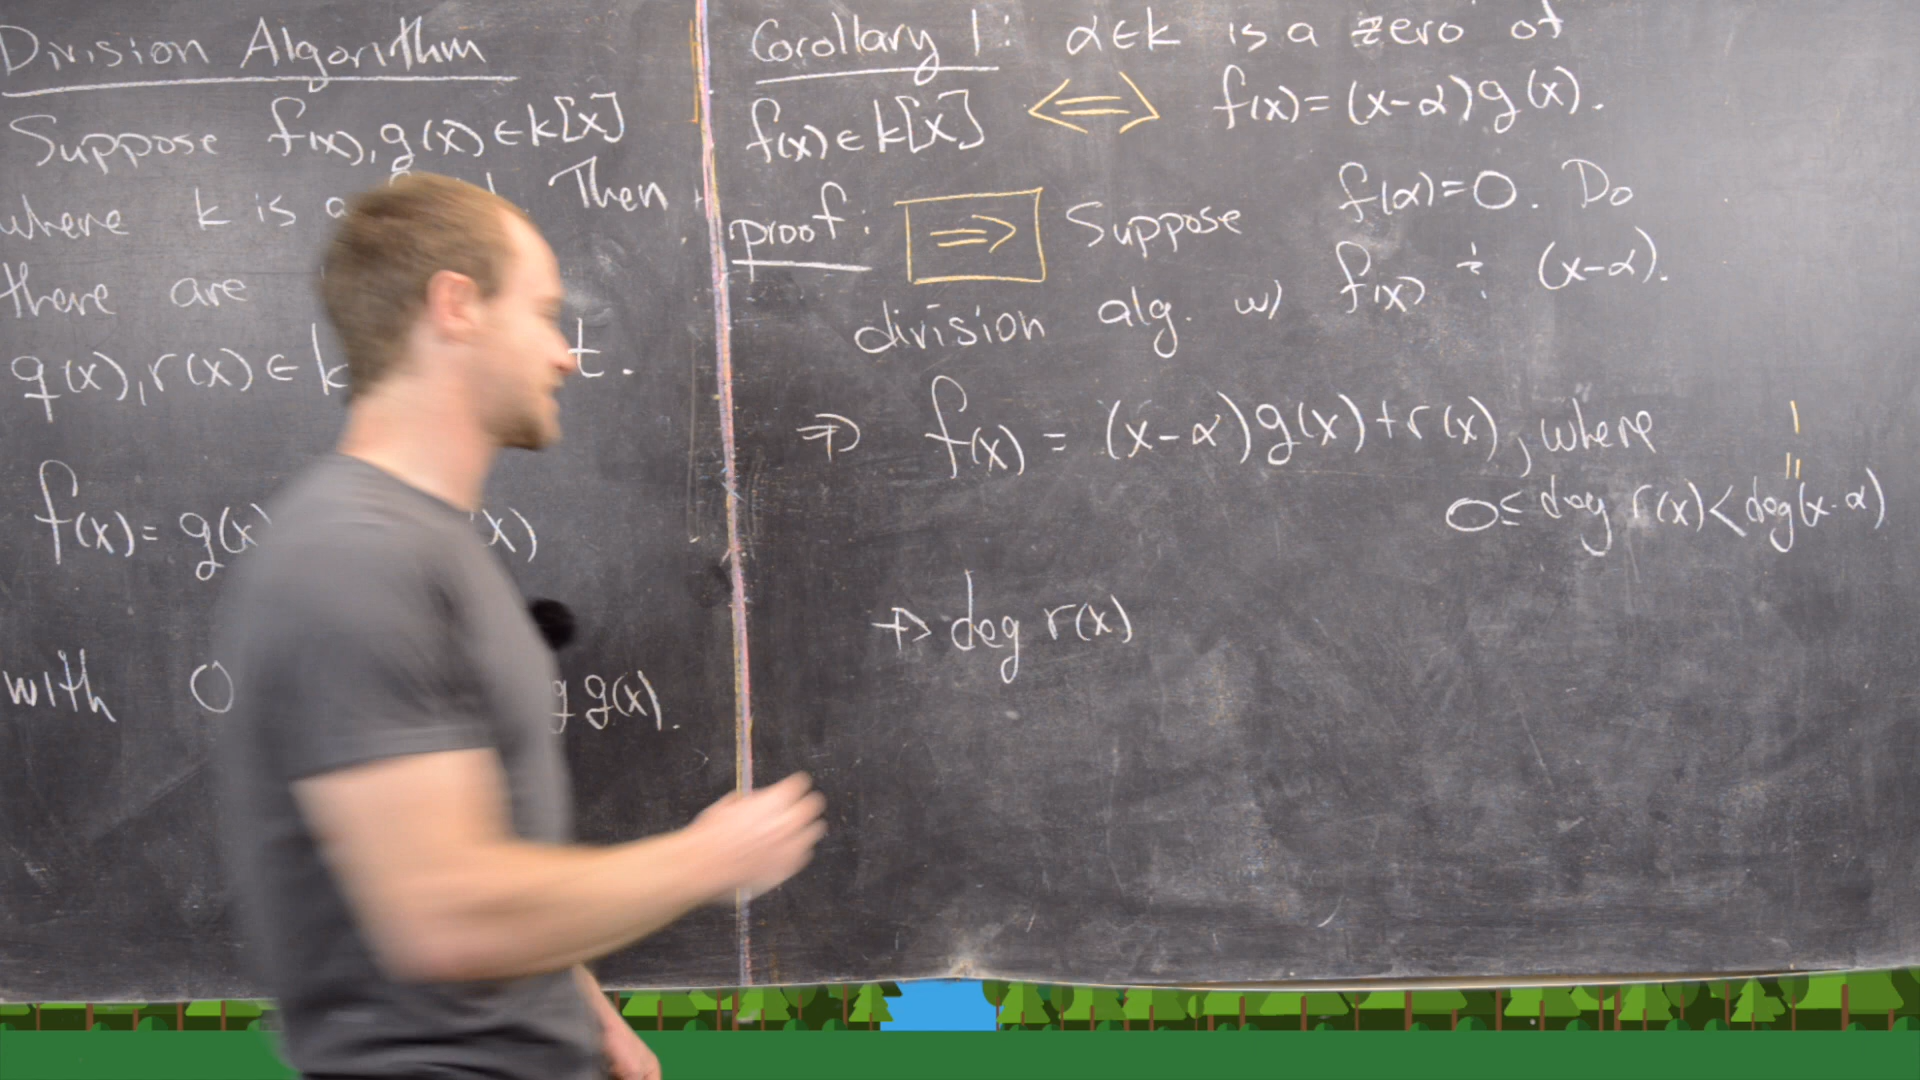 Division Algorithm
Suppose f(x), g(x) ∈ k[x]
where k is a Then
there are
q(x), r(x) ∈ k t.
f(x) = g(x) x)
with 0 g g(x).
Corollary 1: α∈k is a zero of
f(x) ∈ k[x] ⟺ f(x) = (x-α)g(x).
proof: ⇒ Suppose f(α)=0. Do
division alg. w/ f(x) ÷ (x-α).
⇒ f(x) = (x-α)g(x)+r(x), where
1
॥
0≤ deg r(x) < deg(x-α)
⇒ deg r(x)